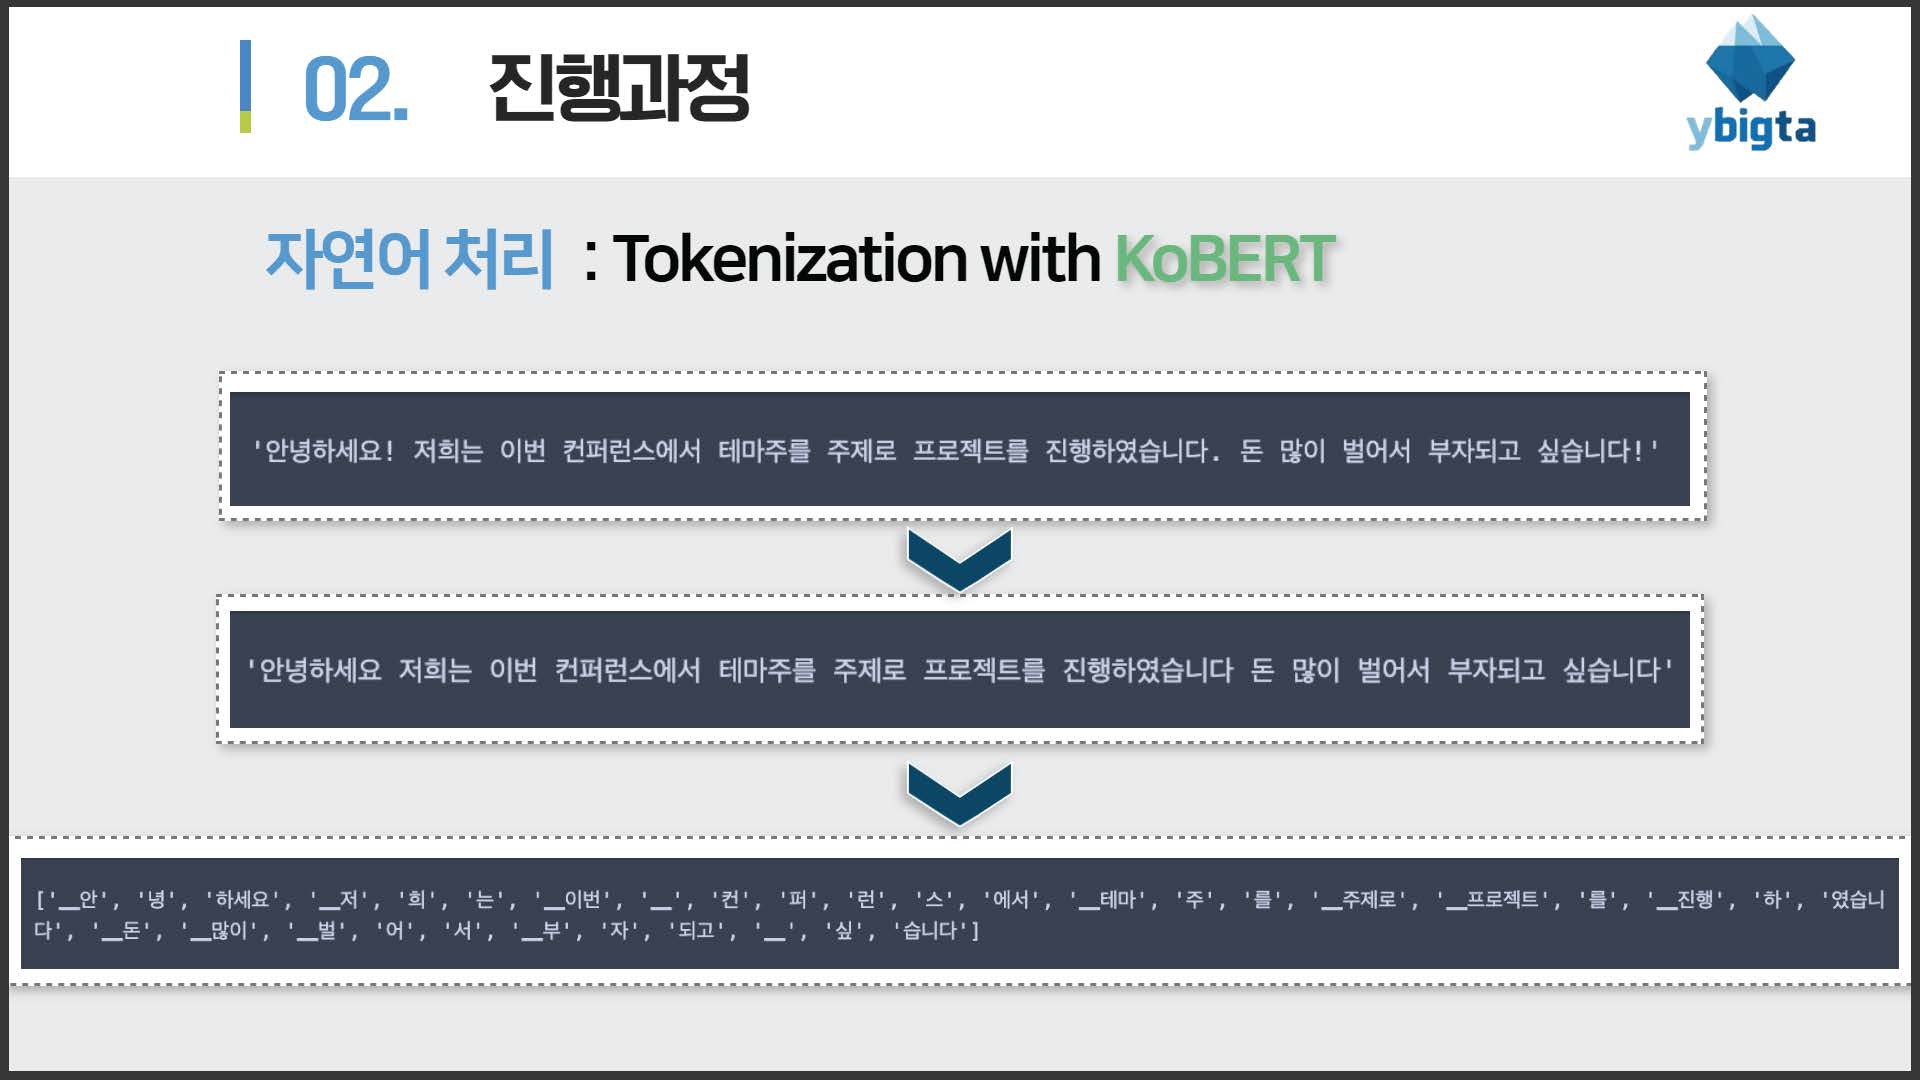 02. 진행과정
ybigta
자연어 처리 : Tokenization with KoBERT
'안녕하세요! 저희는 이번 컨퍼런스에서 테마주를 주제로 프로젝트를 진행하였습니다. 돈 많이 벌어서 부자되고 싶습니다!'
'안녕하세요 저희는 이번 컨퍼런스에서 테마주를 주제로 프로젝트를 진행하였습니다 돈 많이 벌어서 부자되고 싶습니다'
['▁안', '녕', '하세요', '▁저', '희', '는', '▁이번', '▁', '컨', '퍼', '런', '스', '에서', '▁테마', '주', '를', '▁주제로', '▁프로젝트', '를', '▁진행', '하', '였습니
다', '▁돈', '▁많이', '▁벌', '어', '서', '▁부', '자', '되고', '▁', '싶', '습니다']